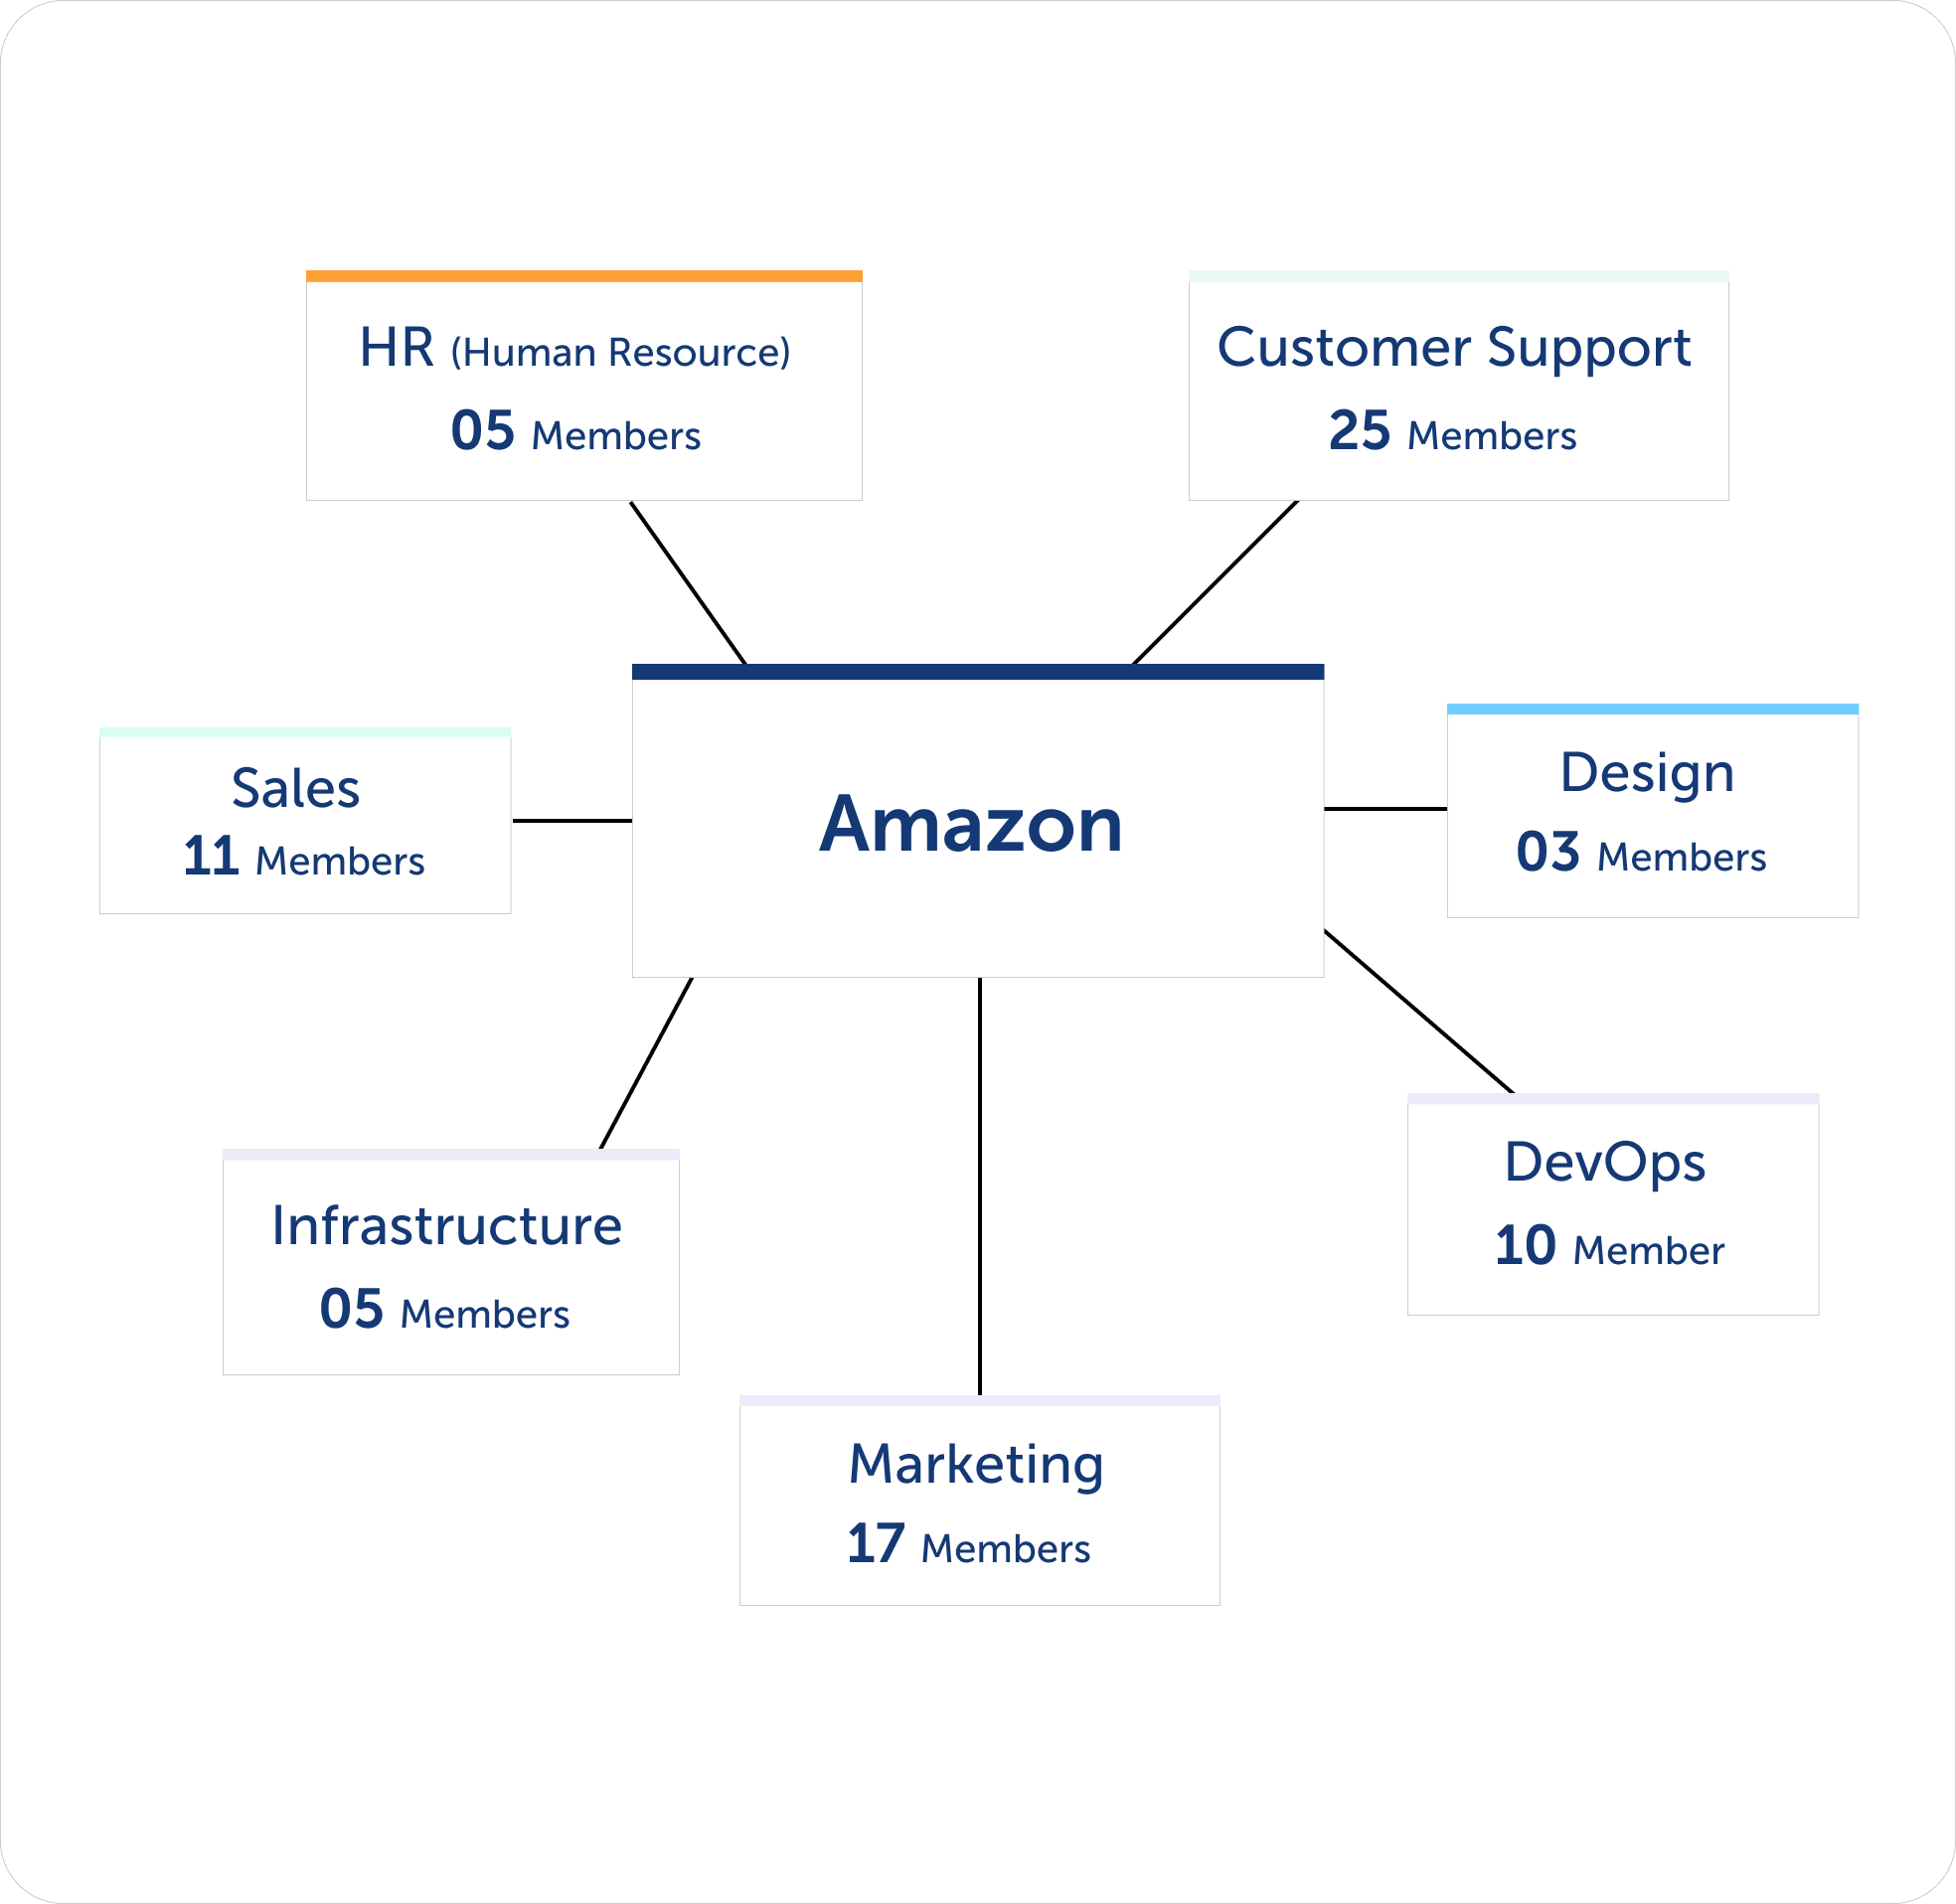 HR (Human Resource)
05 Members
Customer Support
25 Members
Sales
11 Members
Amazon
Design
03 Members
Infrastructure
05 Members
DevOps
10 Member
Marketing
17 Members